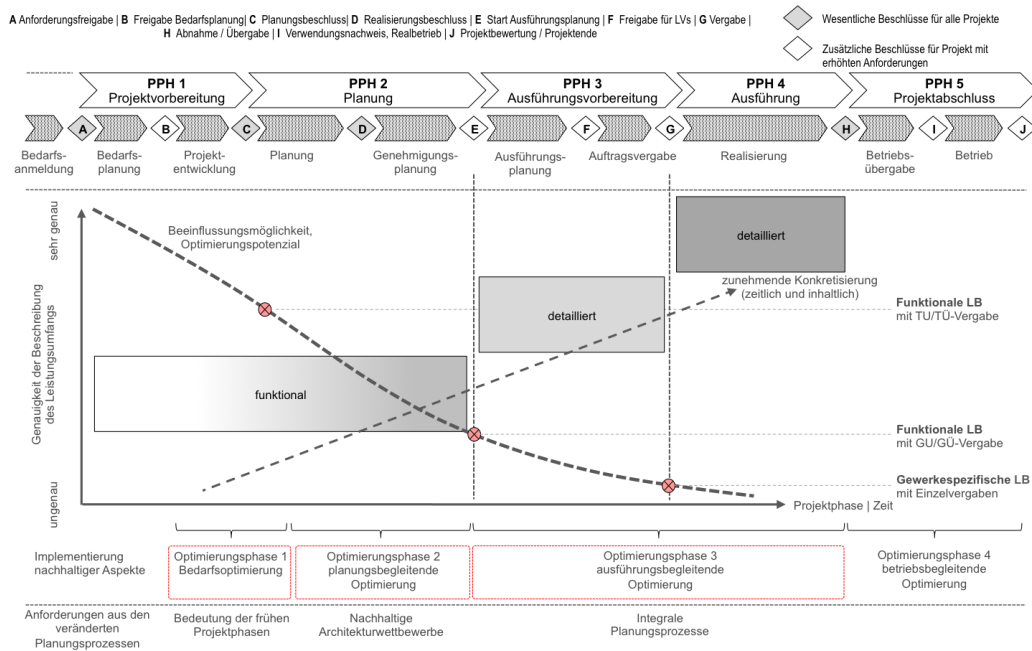 A Anforderungsfreigabe | B Freigabe Bedarfsplanung| C Planungsbeschluss| D Realisierungsbeschluss | E Start Ausführungsplanung | F Freigabe für LVs | G Vergabe |
H Abnahme / Übergabe | I Verwendungsnachweis, Realbetrieb | J Projektbewertung / Projektende
Wesentliche Beschlüsse für alle Projekte
Zusätzliche Beschlüsse für Projekt mit
erhöhten Anforderungen
PPH 1
Projektvorbereitung
PPH 2
Planung
PPH 3
Ausführungsvorbereitung
PPH 4
Ausführung
PPH 5
Projektabschluss
A B C D E F G H I J
Bedarfs-
anmeldung
Bedarfs-
planung
Projekt-
entwicklung
Planung
Genehmigungs-
planung
Ausführungs-
planung
Auftragsvergabe
Realisierung
Betriebs-
übergabe
Betrieb
sehr genau
Genauigkeit der Beschreibung
des Leistungsumfangs
ungenau
Beeinflussungsmöglichkeit,
Optimierungspotenzial
funktional
detailliert
detailliert
zunehmende Konkretisierung
(zeitlich und inhaltlich)
Funktionale LB
mit TU/TÜ-Vergabe
Funktionale LB
mit GU/GÜ-Vergabe
Gewerkespezifische LB
mit Einzelvergaben
Projektphase | Zeit
Implementierung
nachhaltiger Aspekte
Optimierungsphase 1
Bedarfsoptimierung
Optimierungsphase 2
planungsbegleitende
Optimierung
Optimierungsphase 3
ausführungsbegleitende
Optimierung
Optimierungsphase 4
betriebsbegleitende
Optimierung
Anforderungen aus den
veränderten
Planungsprozessen
Bedeutung der frühen
Projektphasen
Nachhaltige
Architekturwettbewerbe
Integrale
Planungsprozesse